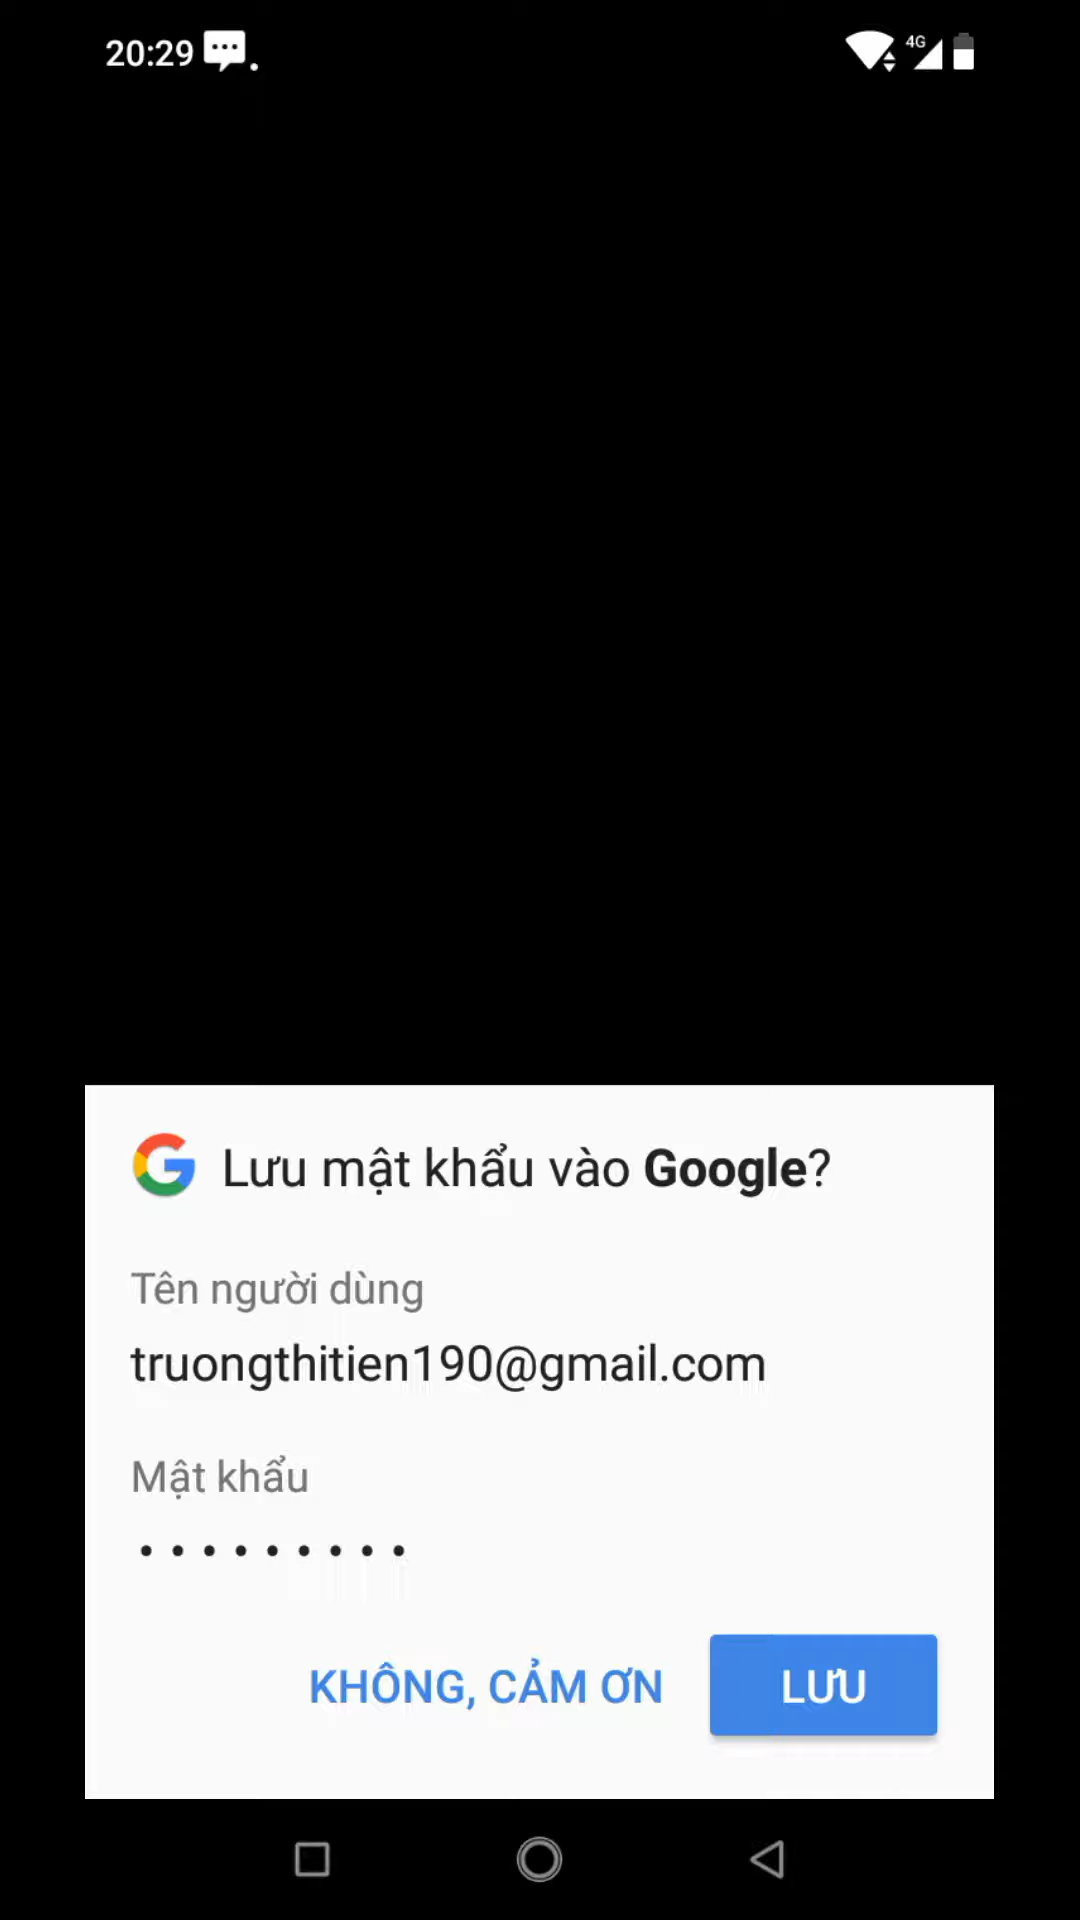 20:29
4G
Lưu mật khẩu vào Google?
Tên người dùng
truongthitien190@gmail.com
Mật khẩu
•••••••••
KHÔNG, CẢM ƠN
LƯU